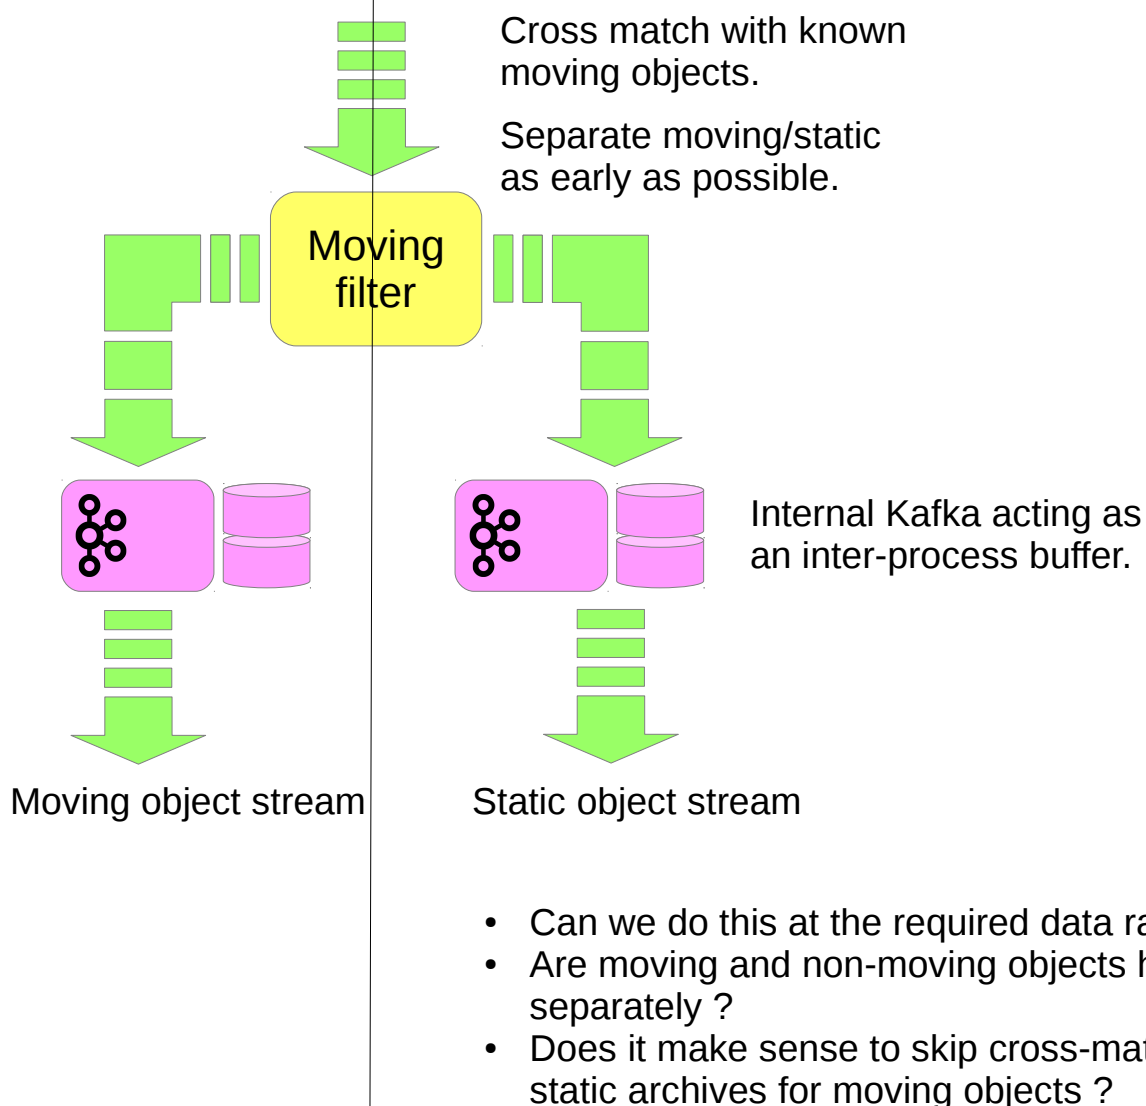 Cross match with known
moving objects.
Separate moving/static
as early as possible.
Moving
filter
Internal Kafka acting as
an inter-process buffer.
Moving object stream
Static object stream
• Can we do this at the required data
• Are moving and non-moving objects
separately ?
• Does it make sense to skip
static archives for moving objects ?